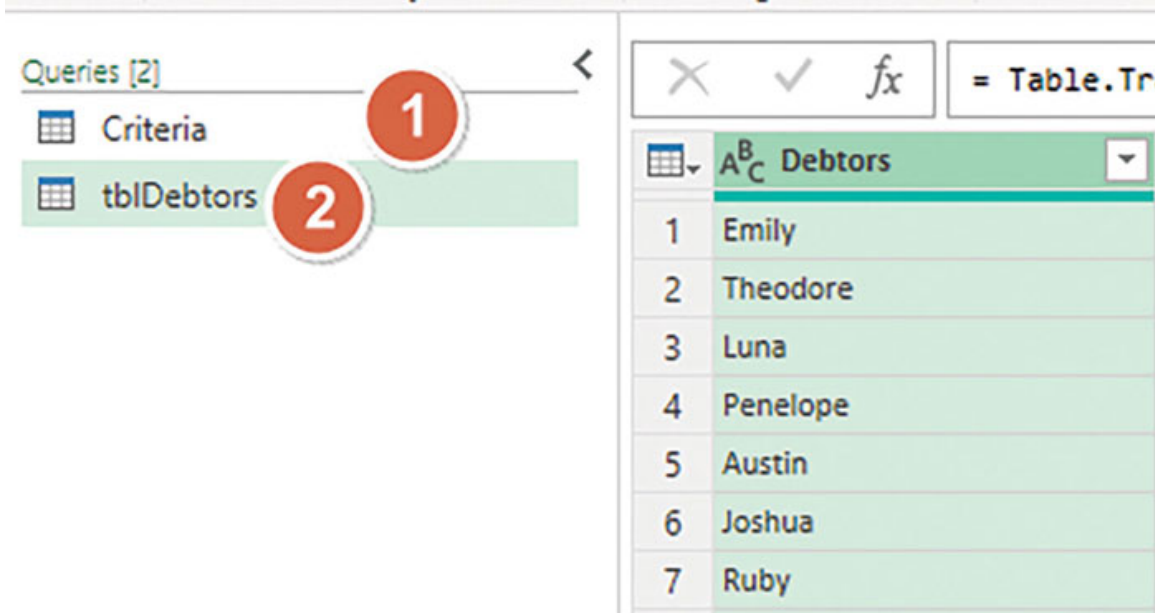 Queries [2]
Criteria
1
tblDebtors
2
fx
= Table.Tr
ABC Debtors
1 Emily
2 Theodore
3 Luna
4 Penelope
5 Austin
6 Joshua
7 Ruby